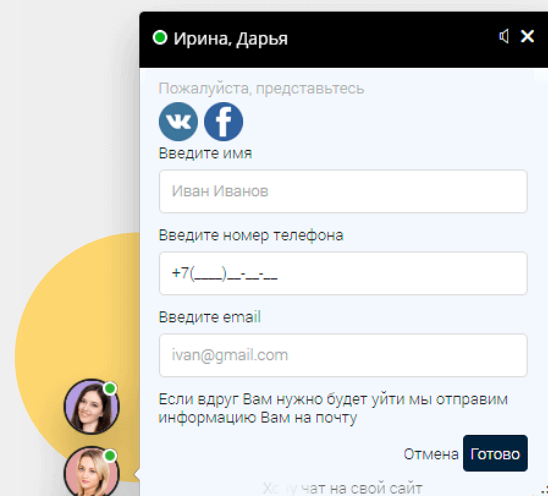 Ирина, Дарья
Пожалуйста, представьтесь
Введите имя
Иван Иванов
Введите номер телефона
+7(____)__-__-__
Введите email
ivan@gmail.com
Если вдруг Вам нужно будет уйти мы отправим
информацию Вам на почту
Отмена Готово
чат на свой сайт